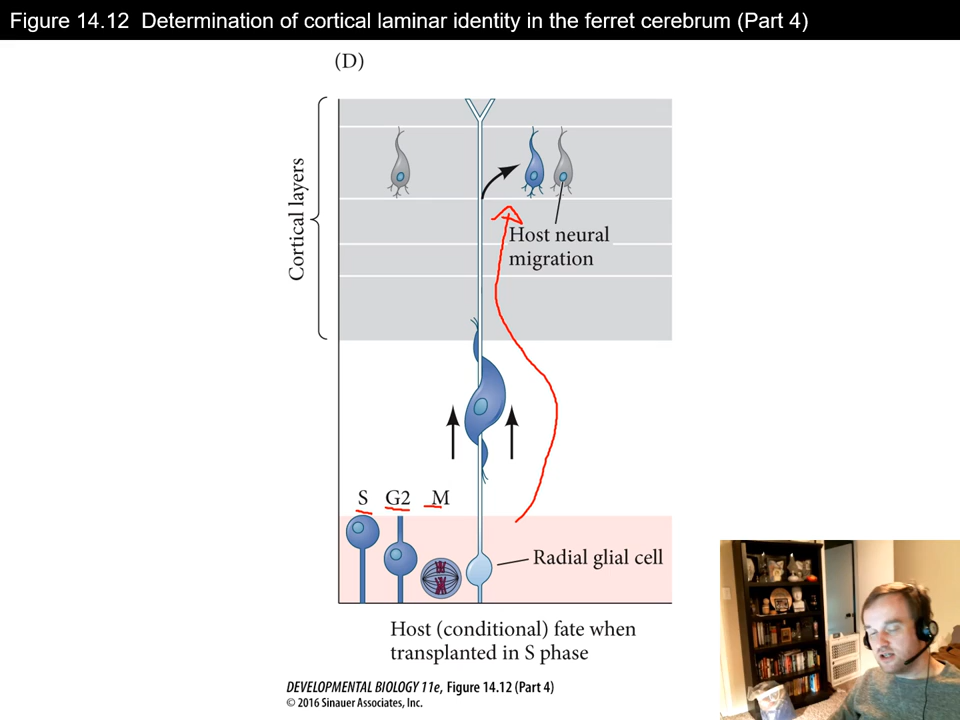 Figure 14.12 Determination of cortical laminar identity in the ferret cerebrum (Part 4)
(D)
Cortical layers
Host neural
migration
S G2 M
Radial glial cell
Host (conditional) fate when
transplanted in S phase
DEVELOPMENTAL BIOLOGY 11e, Figure 14.12 (Part 4)
© 2016 Sinauer Associates, Inc.